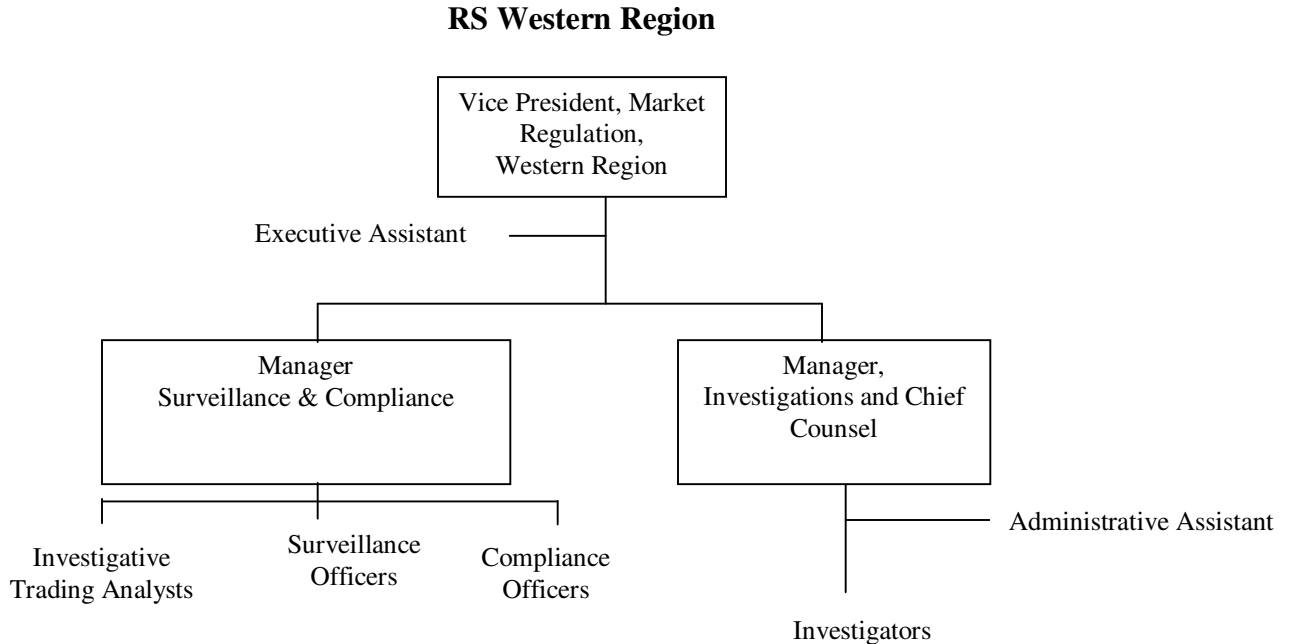 RS Western Region
Vice President, Market
Regulation,
Western Region
Executive Assistant
Manager
Surveillance & Compliance
Manager,
Investigations and Chief
Counsel
Investigative
Trading Analysts
Surveillance
Officers
Compliance
Officers
Administrative Assistant
Investigators